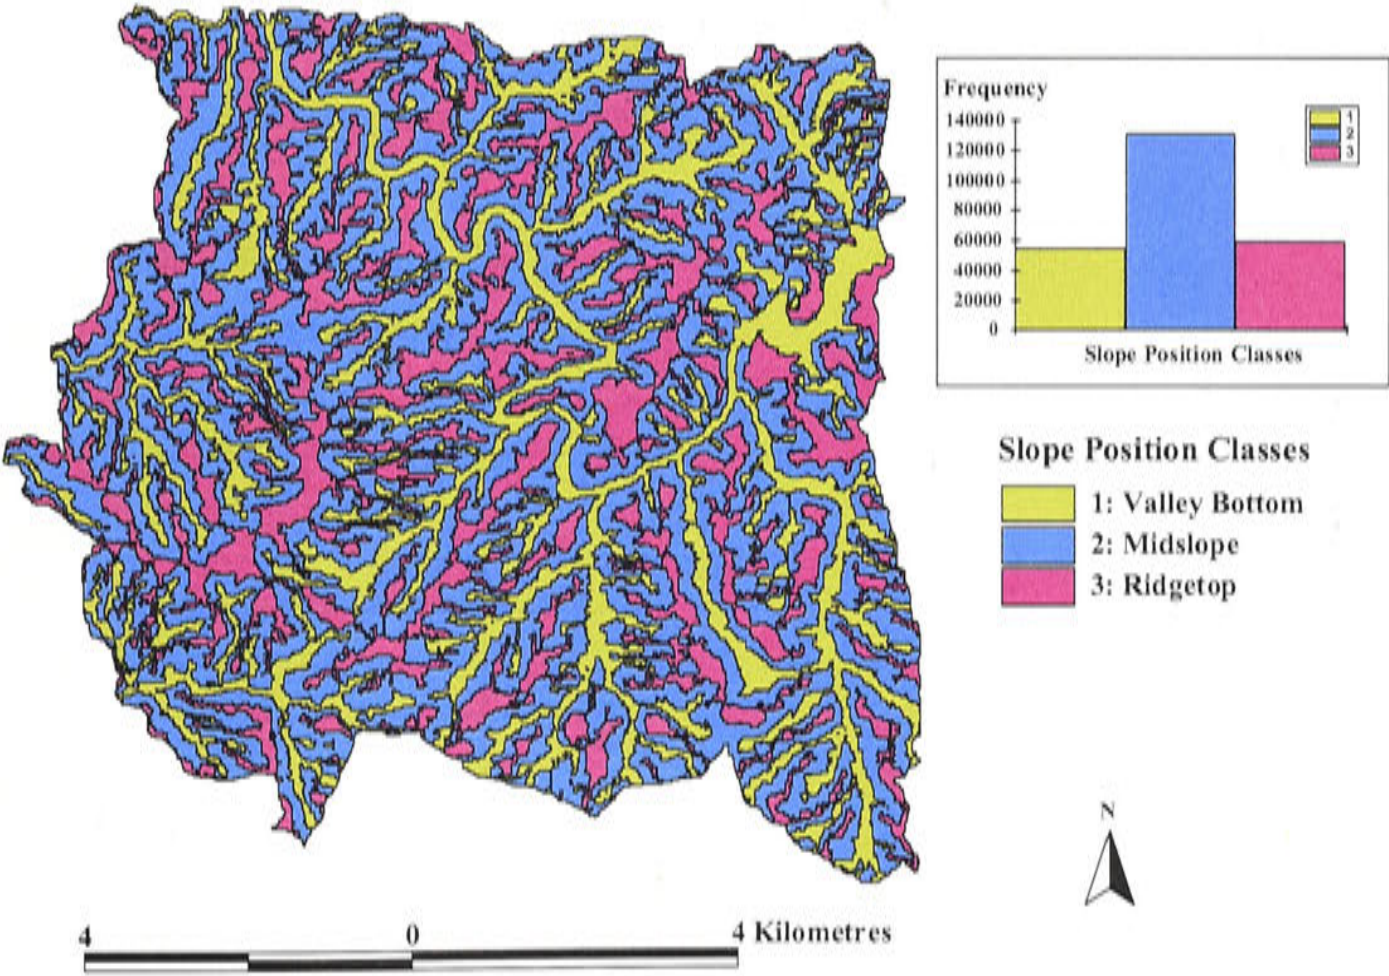 Frequency
140000
120000
100000
80000
60000
40000
20000
0
1
2
3
Slope Position Classes
Slope Position Classes
1: Valley Bottom
2: Midslope
3: Ridgetop
N
4 0 4 Kilometres